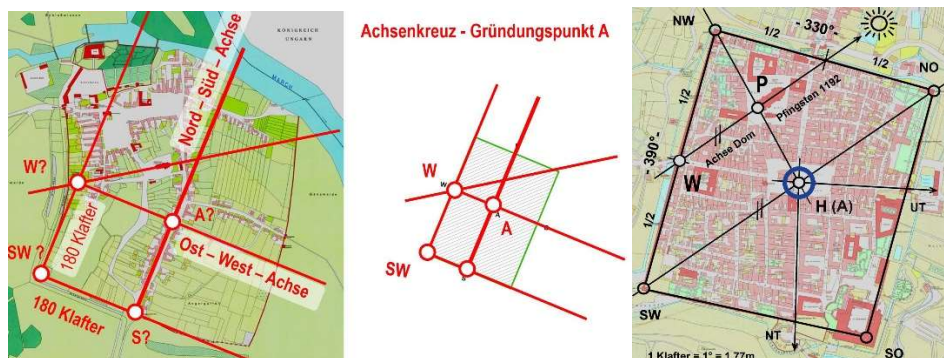 KÖNIGREICH
UNGARN
MARCH
Nord – Süd – Achse
W?
A?
SW ?
180 Klafter
Ost – West – Achse
180 Klafter
S?
Achsenkreuz - Gründungspunkt A
W
w
A
A
SW
NW
1/2
- 330°-
1/2
NO
P
1/2
Achse Dom
Pfingsten 1192
- 390°-
W
H (A)
UT
1/2
SW
NT
SO
1 Klafter = 1° = 1.77m